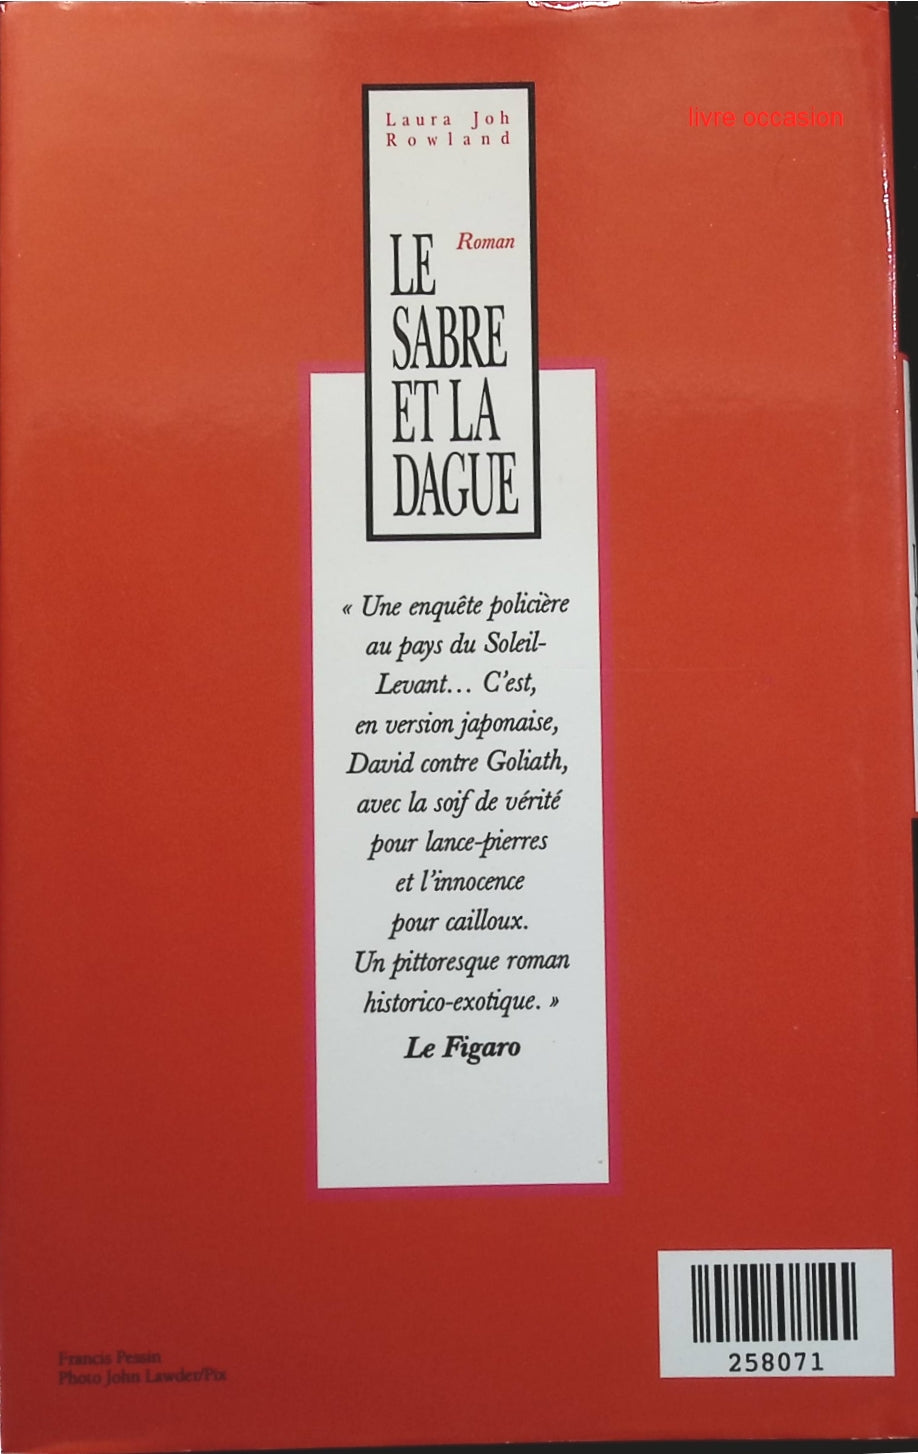 Laura Joh
Rowland
livre occasion
Roman
LE
SABRE
ET LA
DAGUE
« Une enquête policière
au pays du Soleil-
Levant... C'est,
en version japonaise,
David contre Goliath,
avec la soif de vérité
pour lance-pierres
et l'innocence
pour cailloux.
Un pittoresque roman
historico-exotique. »
Le Figaro
258071
Francis Pessin
Photo John Lawder/Pix